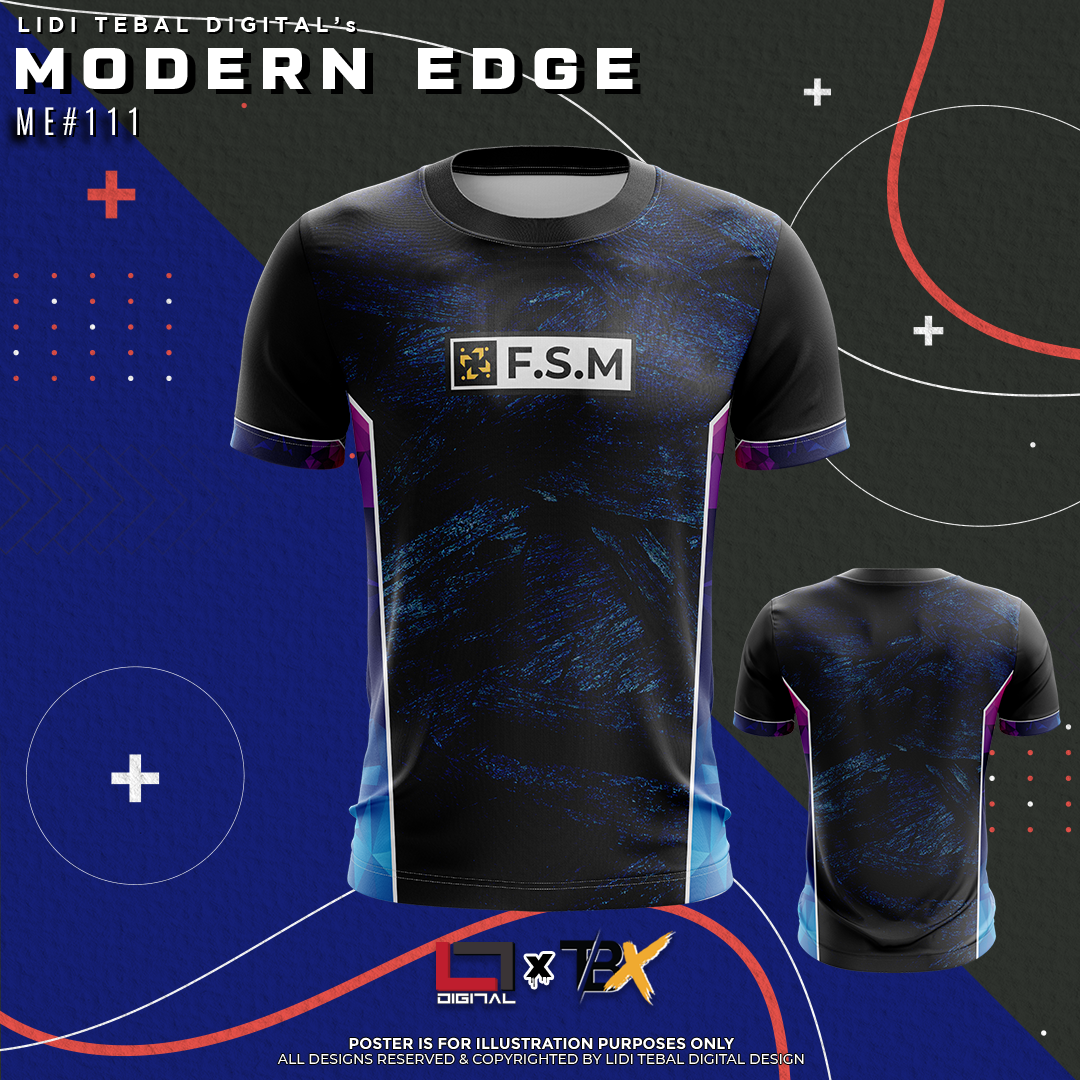 LIDI TEBAL DIGITAL's
MODERN EDGE
ME#111
F.S.M
DIGITAL
X
TBX
POSTER IS FOR ILLUSTRATION PURPOSES ONLY
ALL DESIGNS RESERVED & COPYRIGHTED BY LIDI TEBAL DIGITAL DESIGN